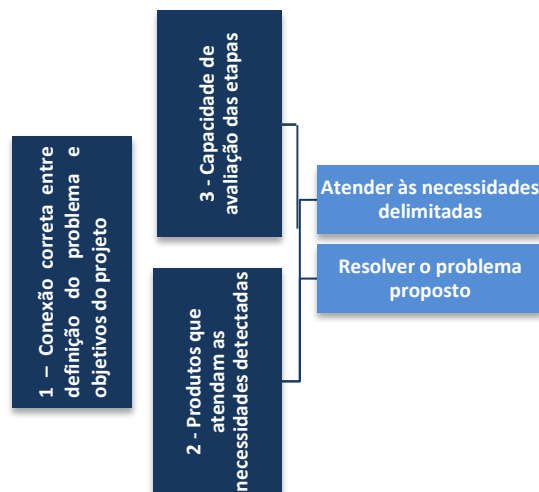 1 – Conexão correta entre
definição do problema e
objetivos do projeto
2 - Produtos que
atendam as
necessidades detectadas
3 - Capacidade de
avaliação das etapas
Atender às necessidades
delimitadas
Resolver o problema
proposto